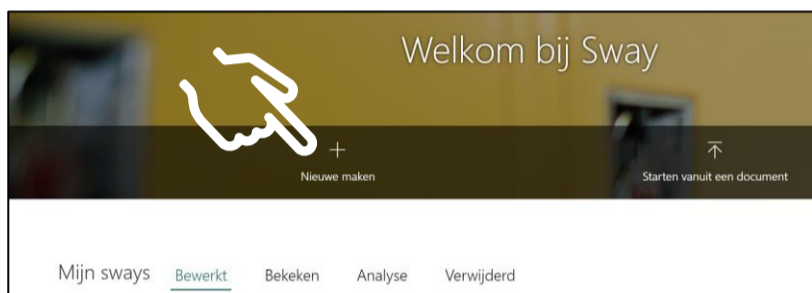 Welkom bij Sway
Nieuwe maken
Starten vanuit een document
Mijn sways Bewerkt Bekeken Analyse Verwijderd